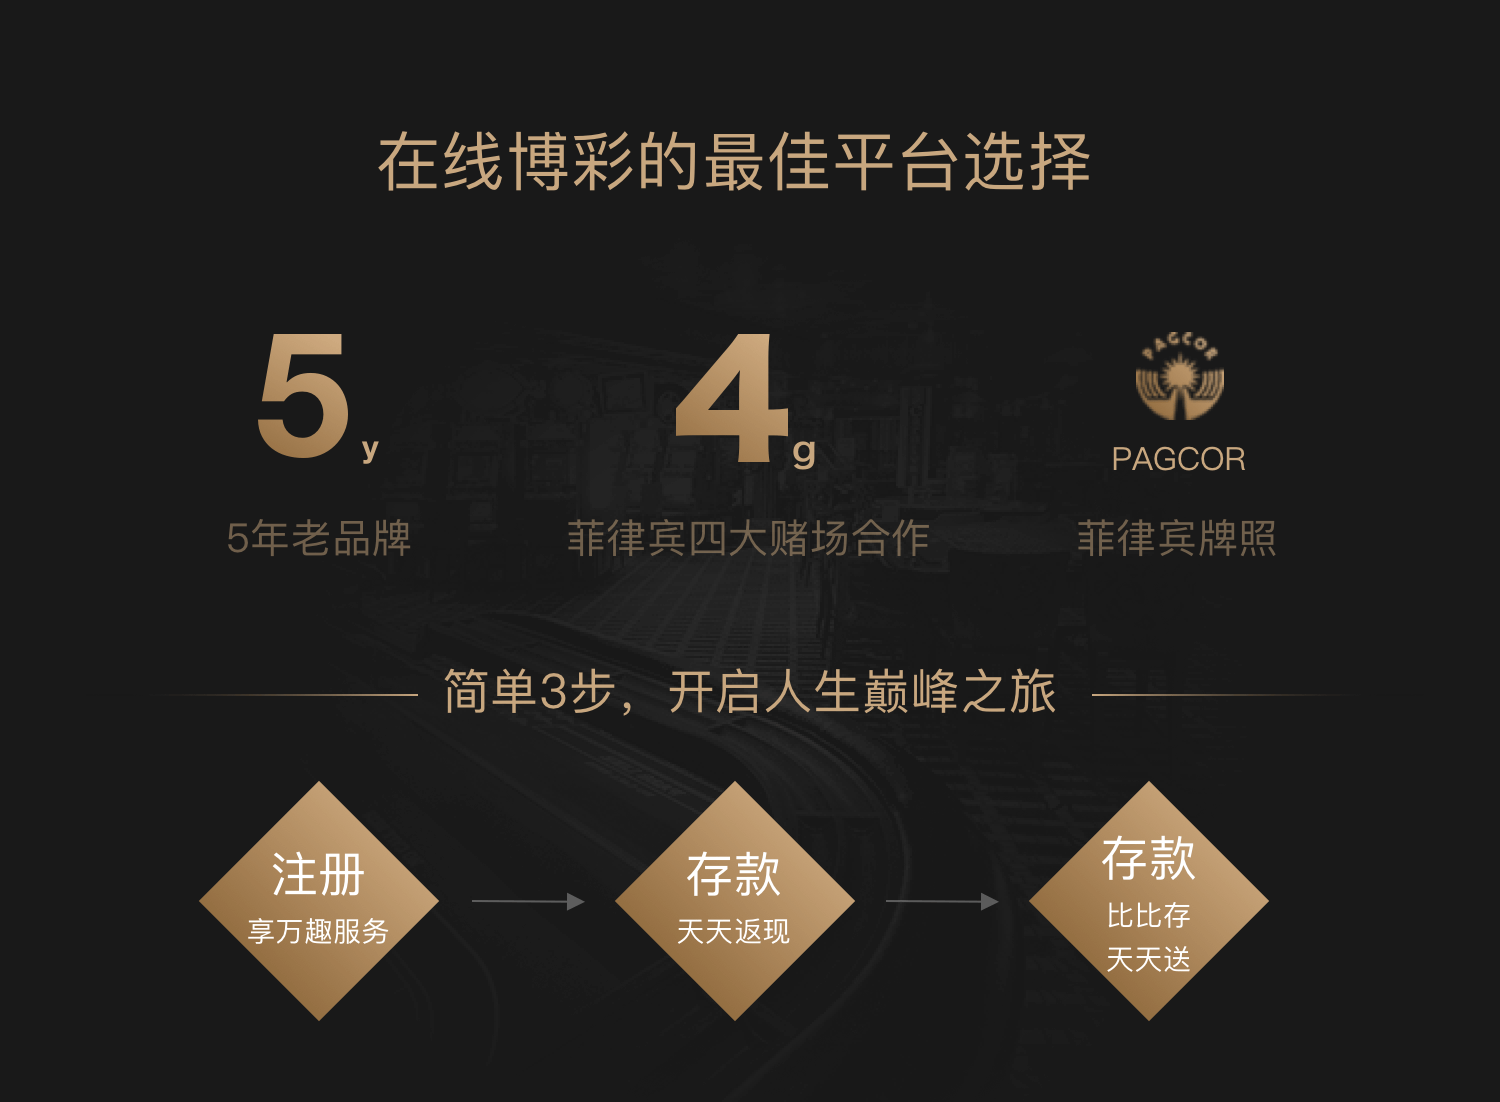 在线博彩的最佳平台选择
5y
4g
PAGCOR
PAGCOR
5年老品牌
菲律宾四大赌场合作
菲律宾牌照
简单3步，开启人生巅峰之旅
注册
享万趣服务
存款
天天返现
存款
比比存
天天送